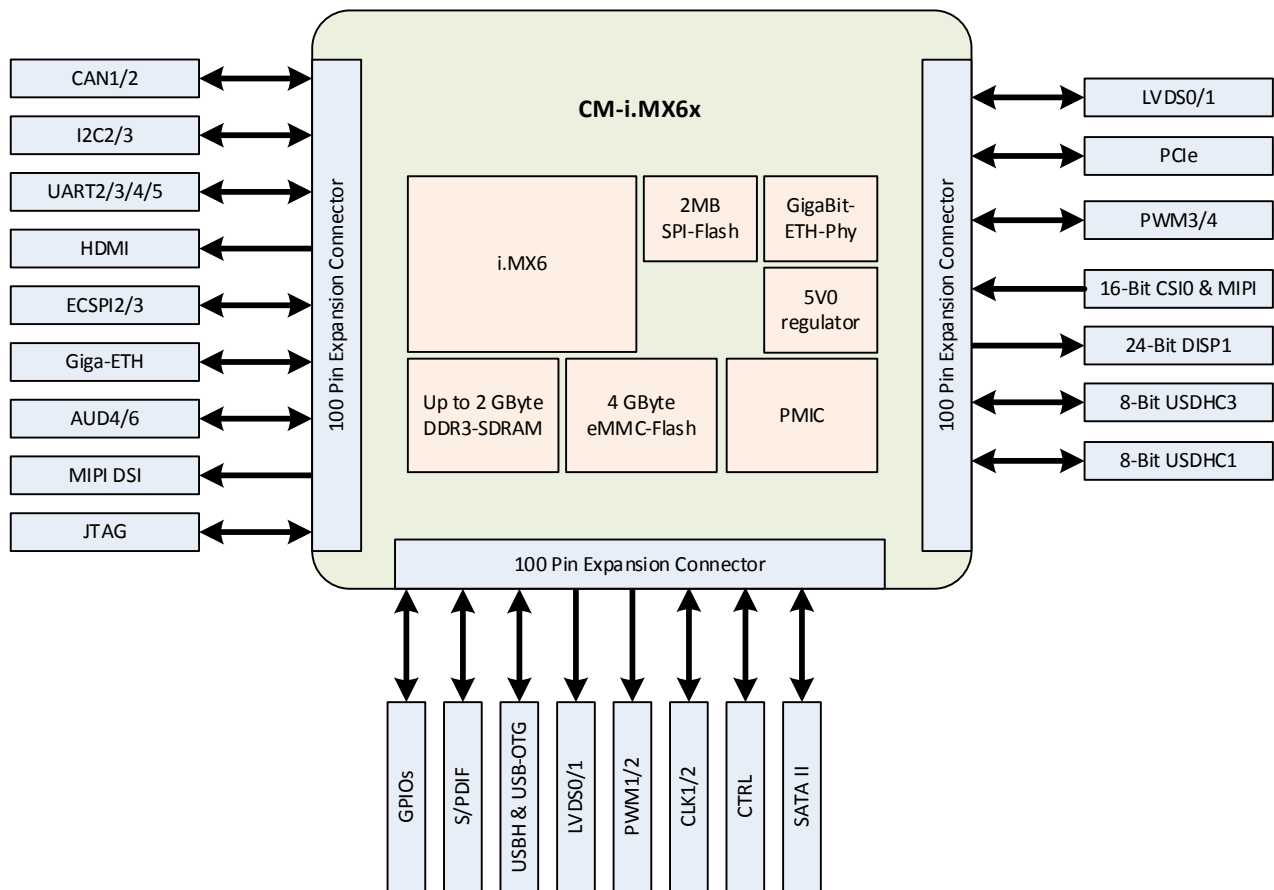 CM-i.MX6x
CAN1/2
I2C2/3
UART2/3/4/5
HDMI
ECSPI2/3
Giga-ETH
AUD4/6
MIPI DSI
JTAG
100 Pin Expansion Connector
i.MX6
2MB
SPI-Flash
GigaBit-
ETH-Phy
5V0
regulator
Up to 2 GByte
DDR3-SDRAM
4 GByte
eMMC-Flash
PMIC
100 Pin Expansion Connector
LVDS0/1
PCIe
PWM3/4
16-Bit CSI0 & MIPI
24-Bit DISP1
8-Bit USDHC3
8-Bit USDHC1
100 Pin Expansion Connector
GPIOs
S/PDIF
USBH & USB-OTG
LVDS0/1
PWM1/2
CLK1/2
CTRL
SATA II